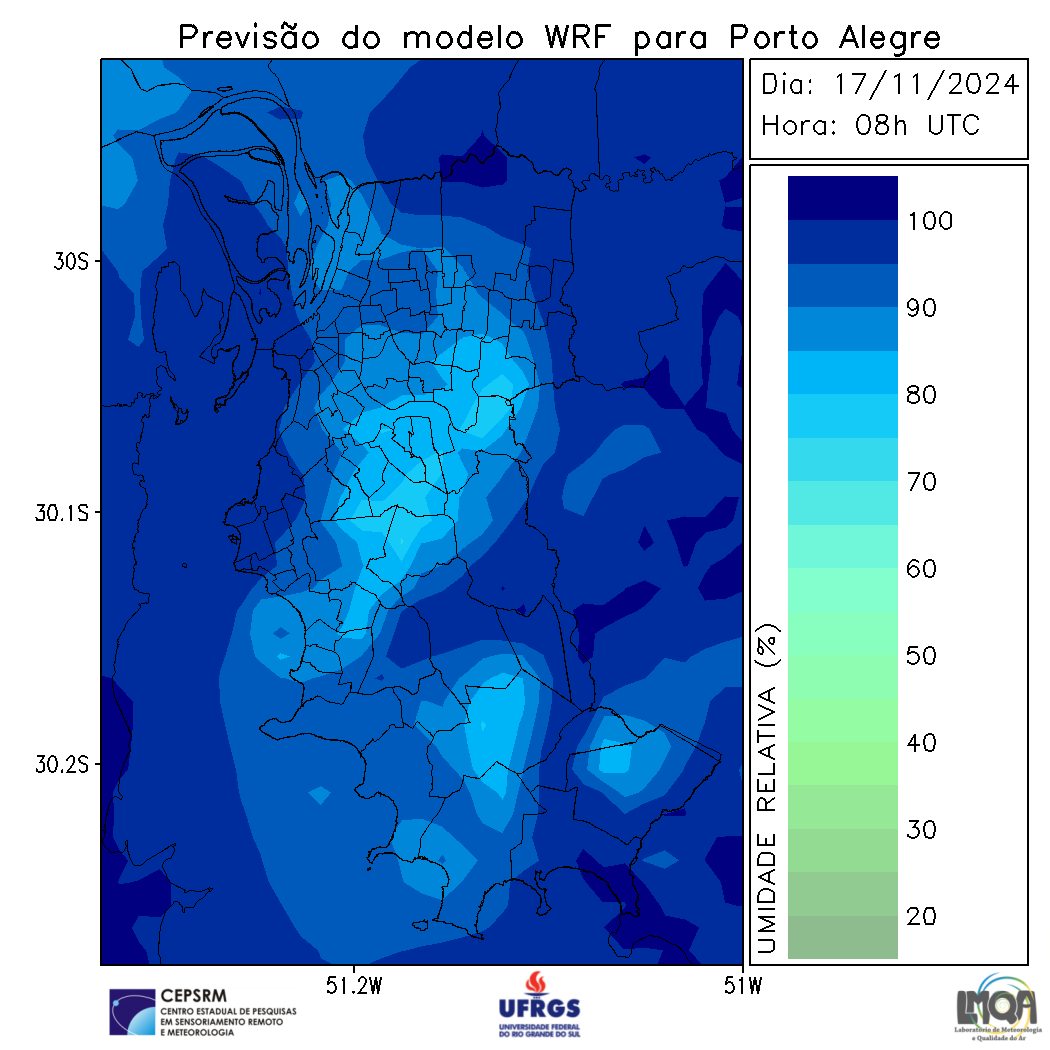 Previsão do modelo WRF para Porto Alegre
Dia: 17/11/2024
Hora: 08h UTC
100
90
80
70
60
50
40
30
20
UMIDADE RELATIVA (%)
30S
30.1S
30.2S
51.2W
51W
CEPSRM
CENTRO ESTADUAL DE PESQUISAS
EM SENSORIAMENTO REMOTO
E METEOROLOGIA
UFRGS
UNIVERSIDADE FEDERAL
DO RIO GRANDE DO SUL
LMQA
Laboratório de Meteorologia
e Qualidade do Ar